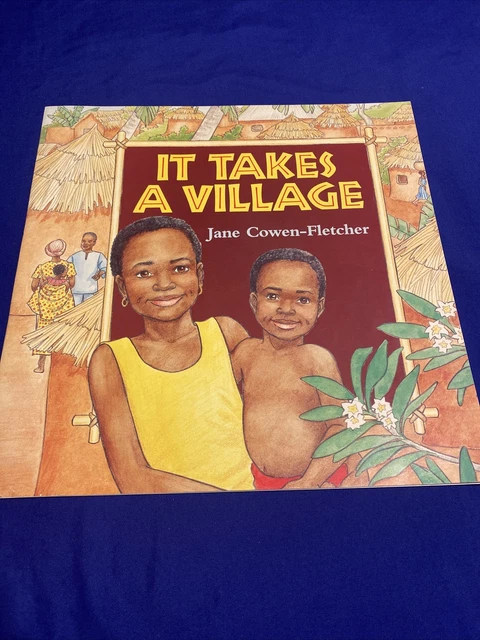 IT TAKES
A VILLAGE
Jane Cowen-Fletcher